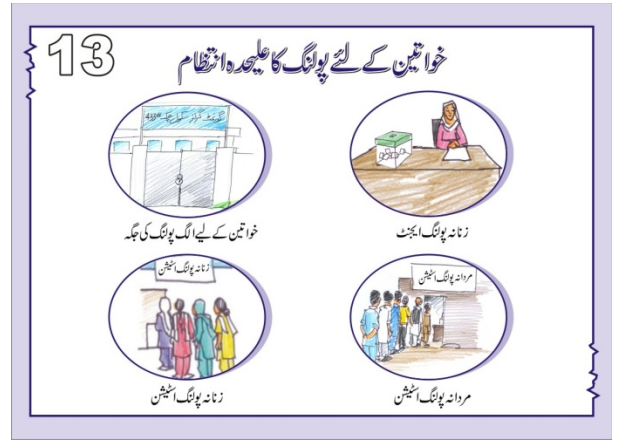 13
خواتین کے لئے پولنگ کا علیحدہ انتظام
زنانہ پولنگ ایجنٹ
خواتین کے لیے الگ پولنگ کی جگہ
مردانہ پولنگ اسٹیشن
زنانہ پولنگ اسٹیشن
مردانہ پولنگ اسٹیشن
زنانہ پولنگ اسٹیشن